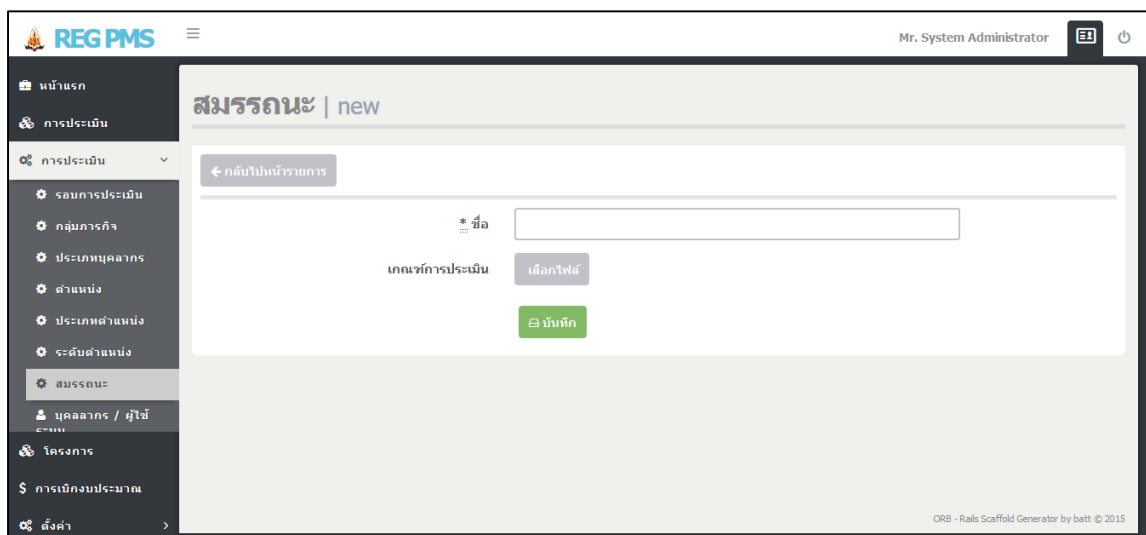 REG PMS
Mr. System Administrator
หน้าแรก
การประเมิน
การประเมิน
รอบการประเมิน
กลุ่มภารกิจ
ประเภทบุคลากร
ตำแหน่ง
ประเภทตำแหน่ง
ระดับตำแหน่ง
สมรรถนะ
บุคลลากร / ผู้ใช้
ระบบ
โครงการ
การเบิกงบประมาณ
ตั้งค่า
สมรรถนะ | new
กลับไปหน้ารายการ
* ชื่อ
เกณฑ์การประเมิน
เลือกไฟล์
บันทึก
ORB - Rails Scaffold Generator by batt © 2015